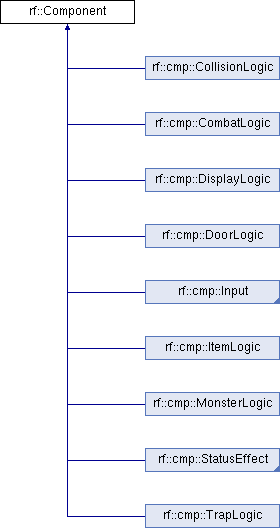 rf::Component
rf::cmp::CollisionLogic
rf::cmp::CombatLogic
rf::cmp::DisplayLogic
rf::cmp::DoorLogic
rf::cmp::Input
rf::cmp::ItemLogic
rf::cmp::MonsterLogic
rf::cmp::StatusEffect
rf::cmp::TrapLogic